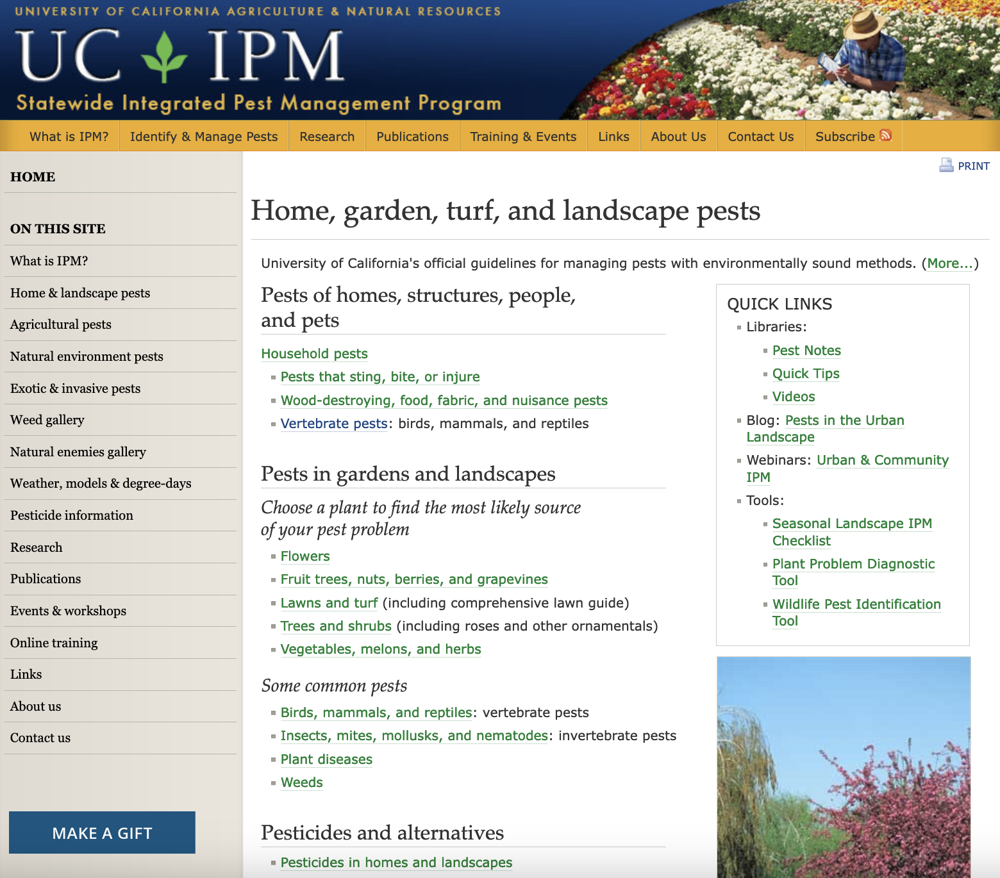 UNIVERSITY OF CALIFORNIA AGRICULTURE & NATURAL RESOURCES
UC IPM
Statewide Integrated Pest Management Program
What is IPM? Identify & Manage Pests Research Publications Training & Events Links About Us Contact Us Subscribe
HOME
ON THIS SITE
What is IPM?
Home & landscape pests
Agricultural pests
Natural environment pests
Exotic & invasive pests
Weed gallery
Natural enemies gallery
Weather, models & degree-days
Pesticide information
Research
Publications
Events & workshops
Online training
Links
About us
Contact us
MAKE A GIFT
PRINT
Home, garden, turf, and landscape pests
University of California's official guidelines for managing pests with environmentally sound methods. (More...)
Pests of homes, structures, people,
and pets
Household pests
Pests that sting, bite, or injure
Wood-destroying, food, fabric, and nuisance pests
Vertebrate pests: birds, mammals, and reptiles
Pests in gardens and landscapes
Choose a plant to find the most likely source
of your pest problem
Flowers
Fruit trees, nuts, berries, and grapevines
Lawns and turf (including comprehensive lawn guide)
Trees and shrubs (including roses and other ornamentals)
Vegetables, melons, and herbs
Some common pests
Birds, mammals, and reptiles: vertebrate pests
Insects, mites, mollusks, and nematodes: invertebrate pests
Plant diseases
Weeds
Pesticides and alternatives
Pesticides in homes and landscapes
QUICK LINKS
Libraries:
Pest Notes
Quick Tips
Videos
Blog: Pests in the Urban
Landscape
Webinars: Urban & Community
IPM
Tools:
Seasonal Landscape IPM
Checklist
Plant Problem Diagnostic
Tool
Wildlife Pest Identification
Tool